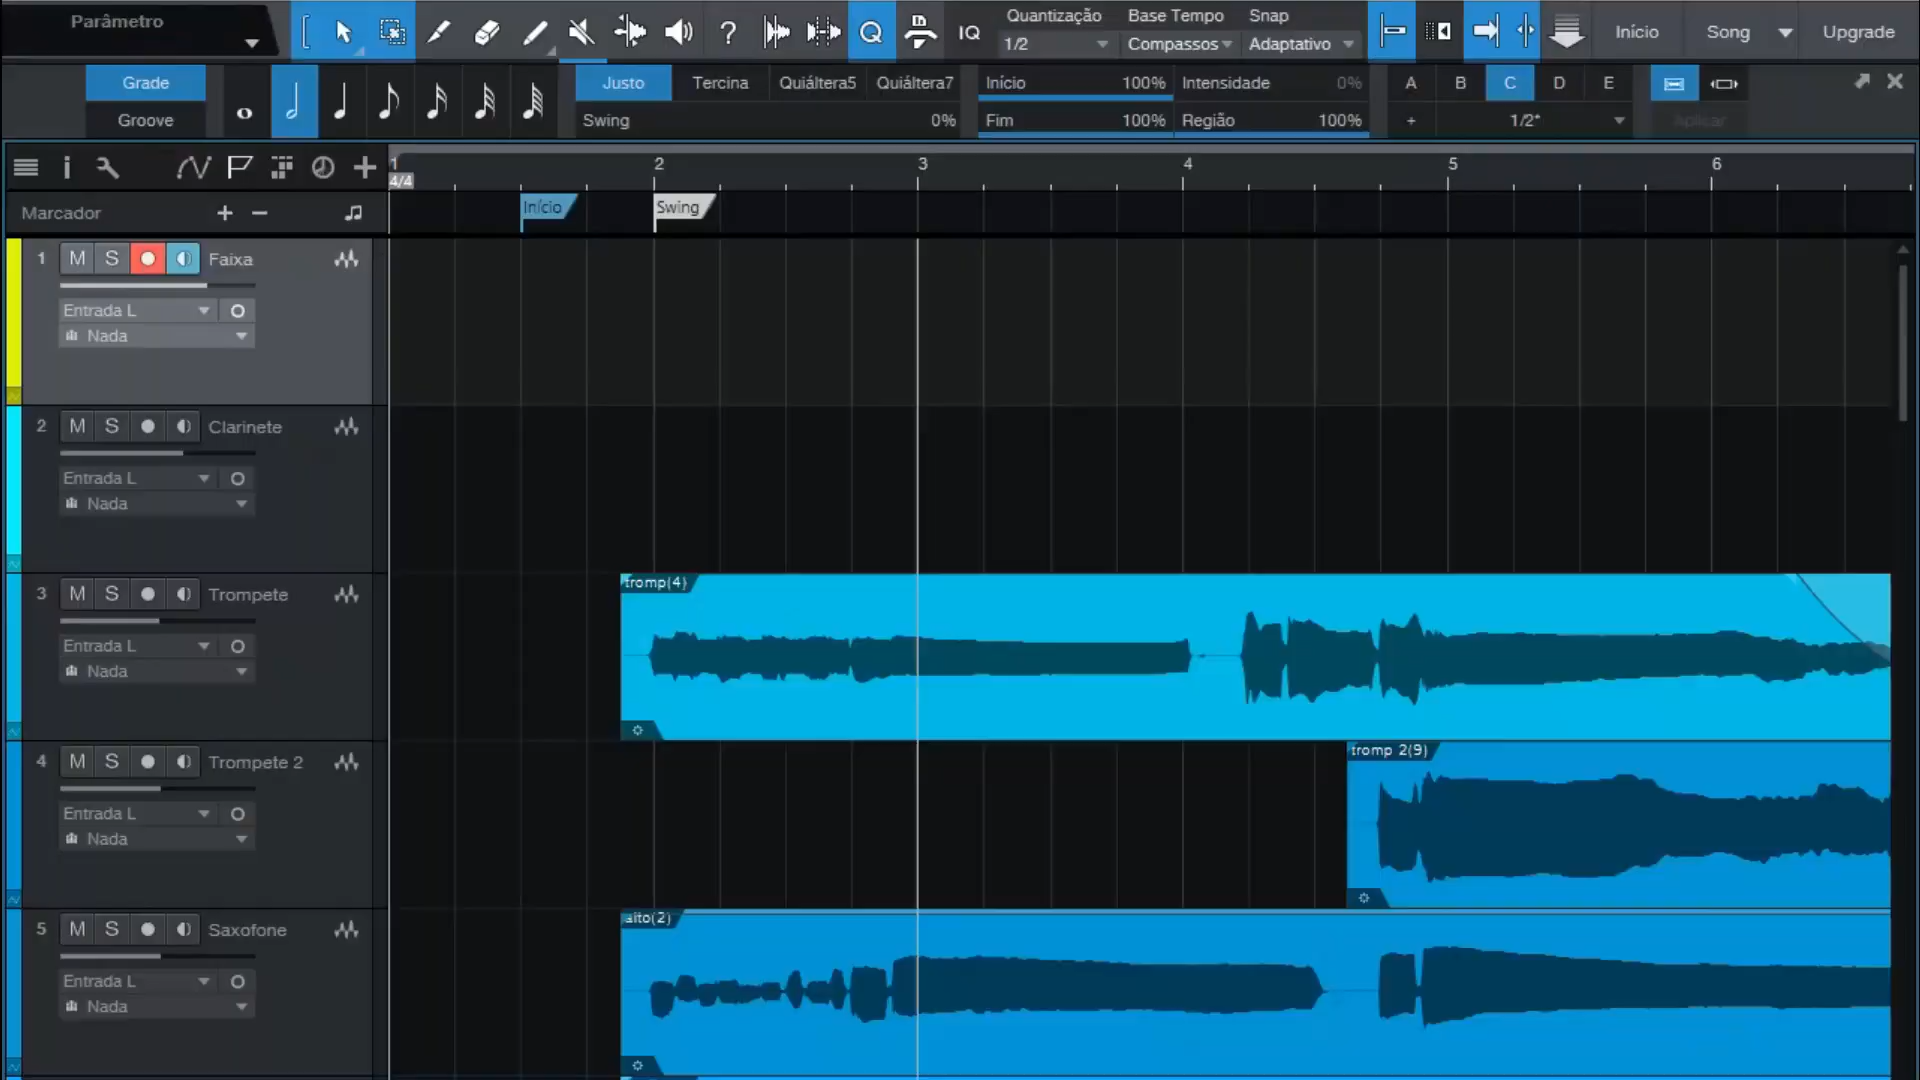 Parâmetro
IQ
Quantização Base Tempo Snap
1/2 Compassos Adaptativo
Início Song Upgrade
Grade Justo Tercina Quiáltera5 Quiáltera7 Início 100% Intensidade 0% A B C D E
Groove Swing 0% Fim 100% Região 100% + 1/2* Aplicar
1 2 3 4 5 6
4/4
Marcador + −
Início Swing
1 M S Faixa
Entrada L
Nada
2 M S Clarinete
Entrada L
Nada
3 M S Trompete
tromp(4)
Entrada L
Nada
4 M S Trompete 2
tromp 2(9)
Entrada L
Nada
5 M S Saxofone
alto(2)
Entrada L
Nada